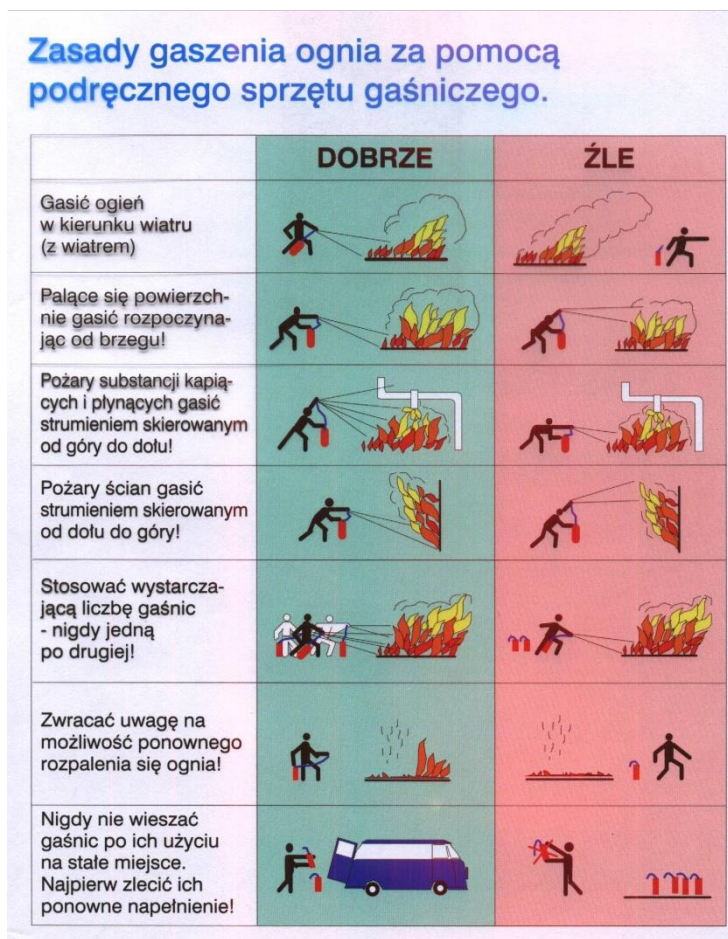 Zasady gaszenia ognia za pomocą
podręcznego sprzętu gaśniczego.
DOBRZE
ŹLE
Gasić ogień
w kierunku wiatru
(z wiatrem)
Palące się powierzch-
nie gasić rozpoczyna-
jąc od brzegu!
Pożary substancji kapią-
cych i płynących gasić
strumieniem skierowanym
od góry do dołu!
Pożary ścian gasić
strumieniem skierowanym
od dołu do góry!
Stosować wystarcza-
jącą liczbę gaśnic
- nigdy jedną
po drugiej!
Zwracać uwagę na
możliwość ponownego
rozpalenia się ognia!
Nigdy nie wieszać
gaśnic po ich użyciu
na stałe miejsce.
Najpierw zlecić ich
ponowne napełnienie!